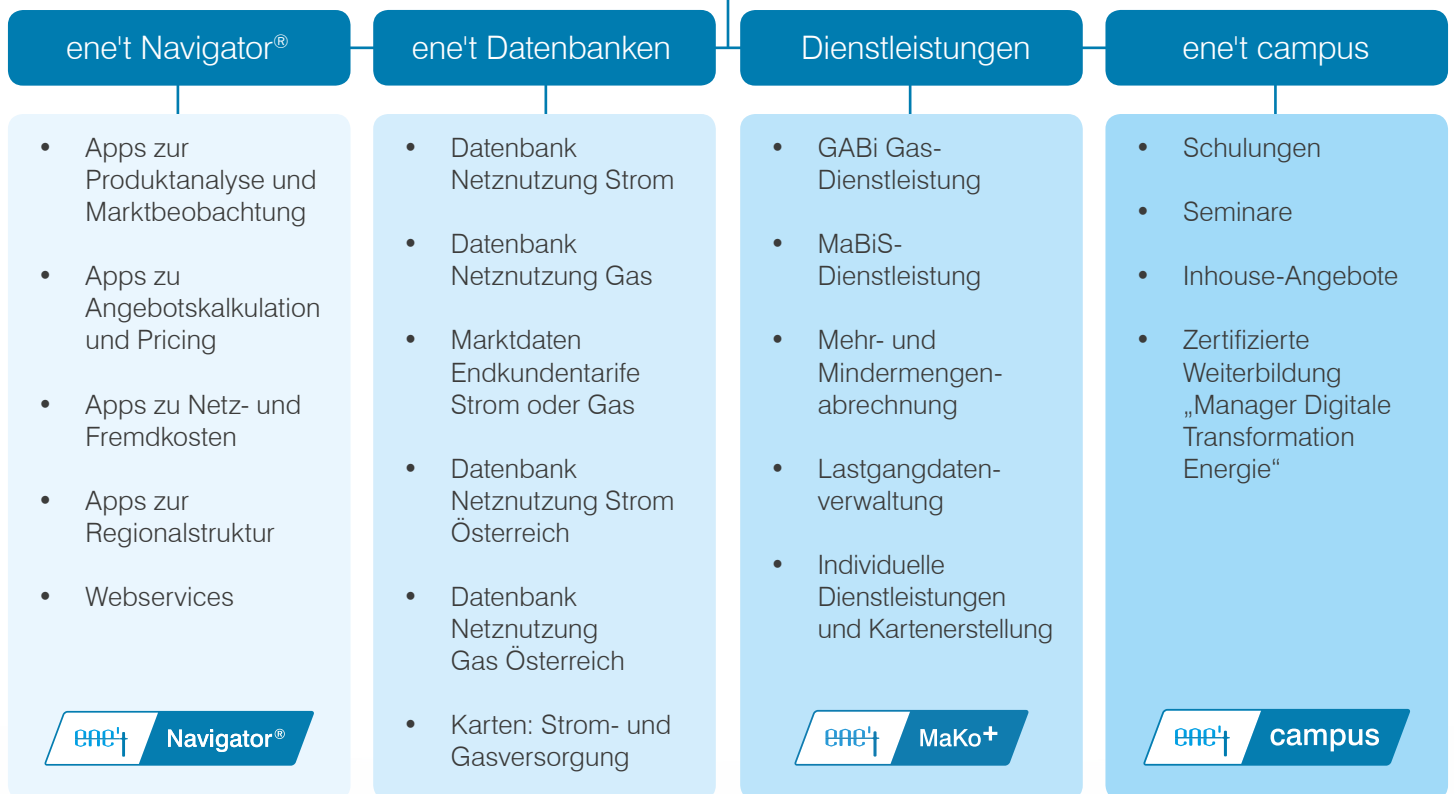 ene't Navigator®
Apps zur
Produktanalyse und
Marktbeobachtung
Apps zu
Angebotskalkulation
und Pricing
Apps zu Netz- und
Fremdkosten
Apps zur
Regionalstruktur
Webservices
ene't Navigator®
ene't Datenbanken
Datenbank
Netznutzung Strom
Datenbank
Netznutzung Gas
Marktdaten
Endkundentarife
Strom oder Gas
Datenbank
Netznutzung Strom
Österreich
Datenbank
Netznutzung
Gas Österreich
Karten: Strom- und
Gasversorgung
Dienstleistungen
GABi Gas-
Dienstleistung
MaBiS-
Dienstleistung
Mehr- und
Mindermengen-
abrechnung
Lastgangdaten-
verwaltung
Individuelle
Dienstleistungen
und Kartenerstellung
ene't MaKo+
ene't campus
Schulungen
Seminare
Inhouse-Angebote
Zertifizierte
Weiterbildung
„Manager Digitale
Transformation
Energie“
ene't campus